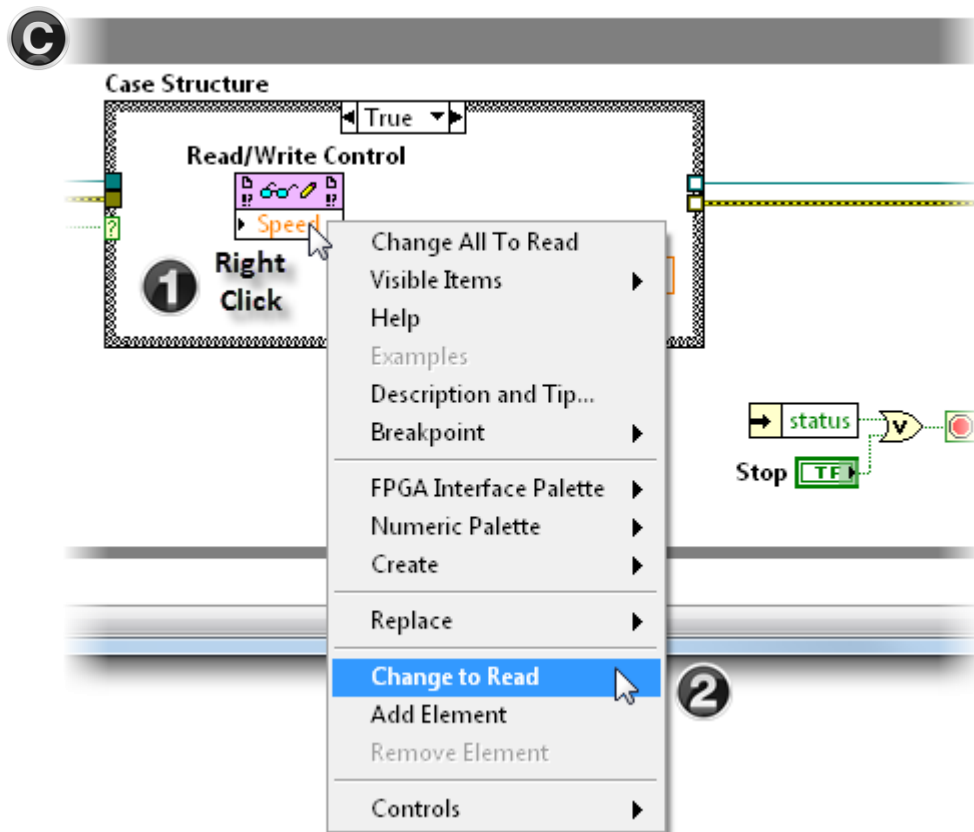 C
Case Structure
True
Read/Write Control
Speed
?
1
Right
Click
Change All To Read
Visible Items
Help
Examples
Description and Tip...
Breakpoint
FPGA Interface Palette
Numeric Palette
Create
Replace
Change to Read
Add Element
Remove Element
Controls
2
status
V
Stop
TF